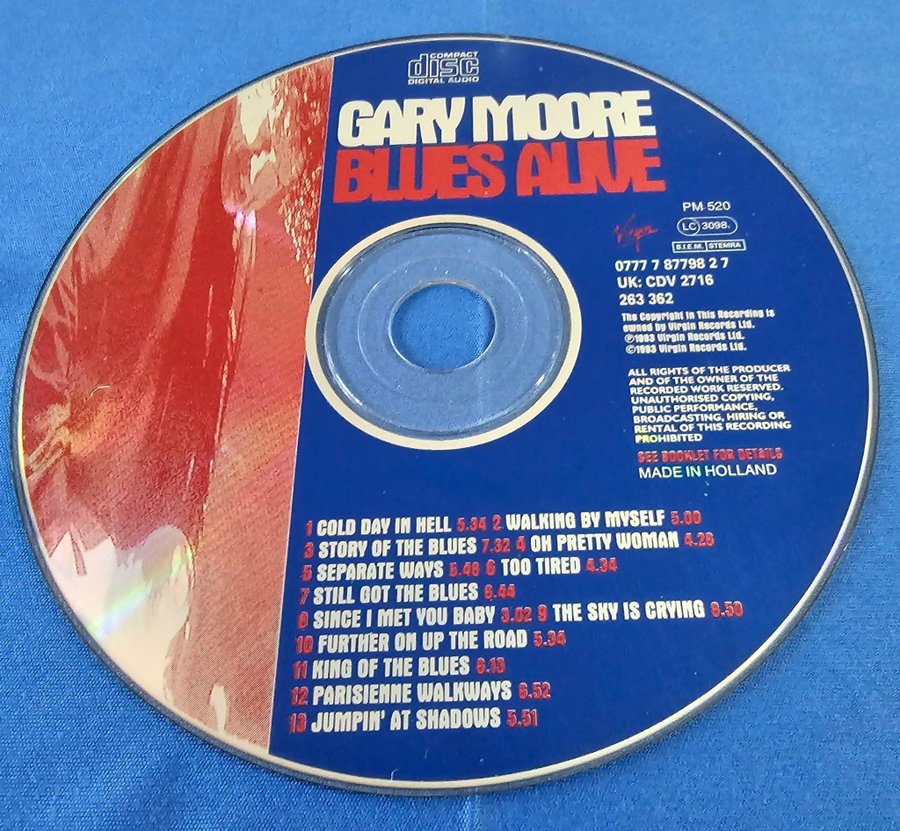 COMPACT
disc
DIGITAL AUDIO
GARY MOORE
BLUES ALIVE
PM 520
Virgin
LC 3098
B.I.E.M. STEMRA
0777 7 87798 2 7
UK: CDV 2716
263 362
The Copyright in This Recording is
owned by Virgin Records Ltd.
℗1993 Virgin Records Ltd.
©1993 Virgin Records Ltd.
ALL RIGHTS OF THE PRODUCER
AND OF THE OWNER OF THE
RECORDED WORK RESERVED.
UNAUTHORISED COPYING,
PUBLIC PERFORMANCE,
BROADCASTING, HIRING OR
RENTAL OF THIS RECORDING
PROHIBITED
SEE BOOKLET FOR DETAILS
MADE IN HOLLAND
1 COLD DAY IN HELL 5.34 2 WALKING BY MYSELF 5.00
3 STORY OF THE BLUES 7.32 4 OH PRETTY WOMAN 4.26
5 SEPARATE WAYS 5.48 6 TOO TIRED 4.34
7 STILL GOT THE BLUES 6.44
8 SINCE I MET YOU BABY 3.02 9 THE SKY IS CRYING 8.50
10 FURTHER ON UP THE ROAD 5.34
11 KING OF THE BLUES 6.13
12 PARISIENNE WALKWAYS 6.52
13 JUMPIN' AT SHADOWS 5.51